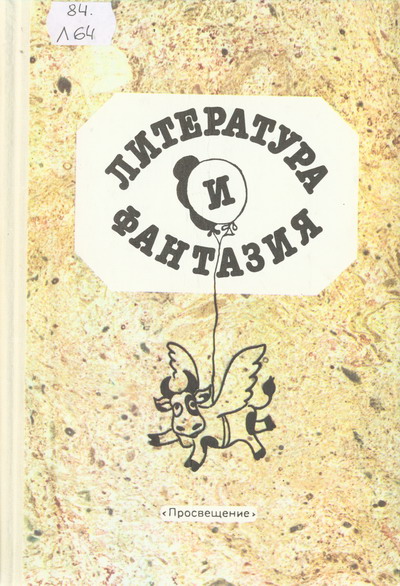 84.
Л64
ЛИТЕРАТУРА
И
ФАНТАЗИЯ
‹Просвещение›